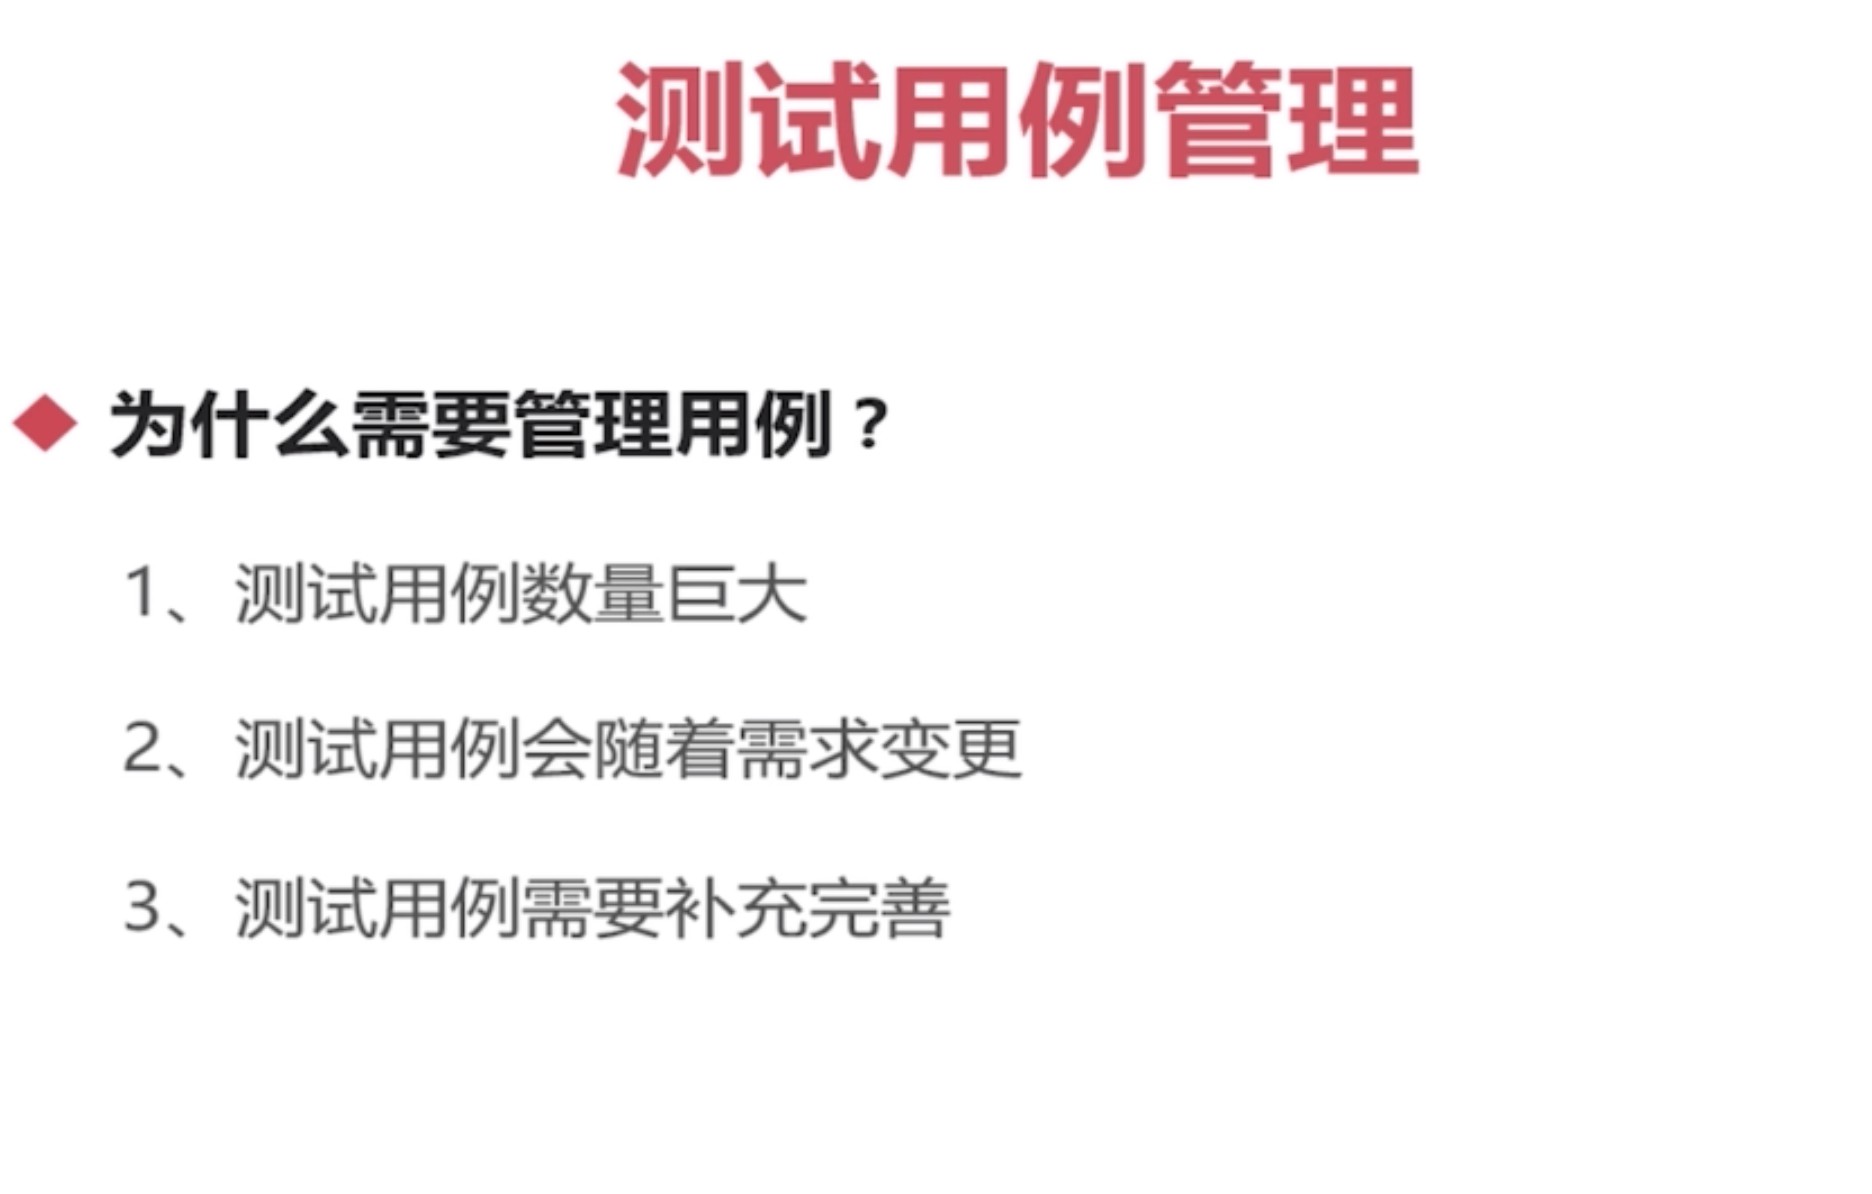 测试用例管理
为什么需要管理用例？
1、测试用例数量巨大
2、测试用例会随着需求变更
3、测试用例需要补充完善